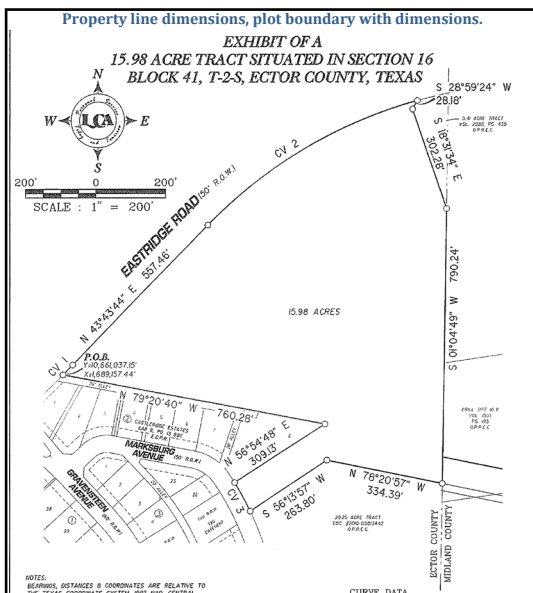 Property line dimensions, plot boundary with dimensions.
EXHIBIT OF A
15.98 ACRE TRACT SITUATED IN SECTION 16
BLOCK 41, T-2-S, ECTOR COUNTY, TEXAS
N
W
LCA
E
S
200'
0
200'
SCALE : 1" = 200'
S 28°59'24" W
28.18'
S 18°31'34" E
302.28'
CV 2
EASTRIDGE ROAD (50' R.O.W.)
N 43°43'44" E 557.46'
S 01°04'49" W 790.24'
15.98 ACRES
CV 1
P.O.B.
Y=10,661,037.15'
X=1,689,157.44'
20' ALLEY
N 79°20'40" W 760.28'
CASTLERIDGE ESTATES
MARKSBURG
AVENUE
N 56°54'48" E
309.13'
CV 3
S 56°13'57" W
263.80'
N 78°20'57" W
334.39'
GRAVENSTEEN
AVENUE
O.P.R.E.C.
ECTOR COUNTY
MIDLAND COUNTY
NOTES:
BEARINGS, DISTANCES & COORDINATES ARE RELATIVE TO
CURVE DATA